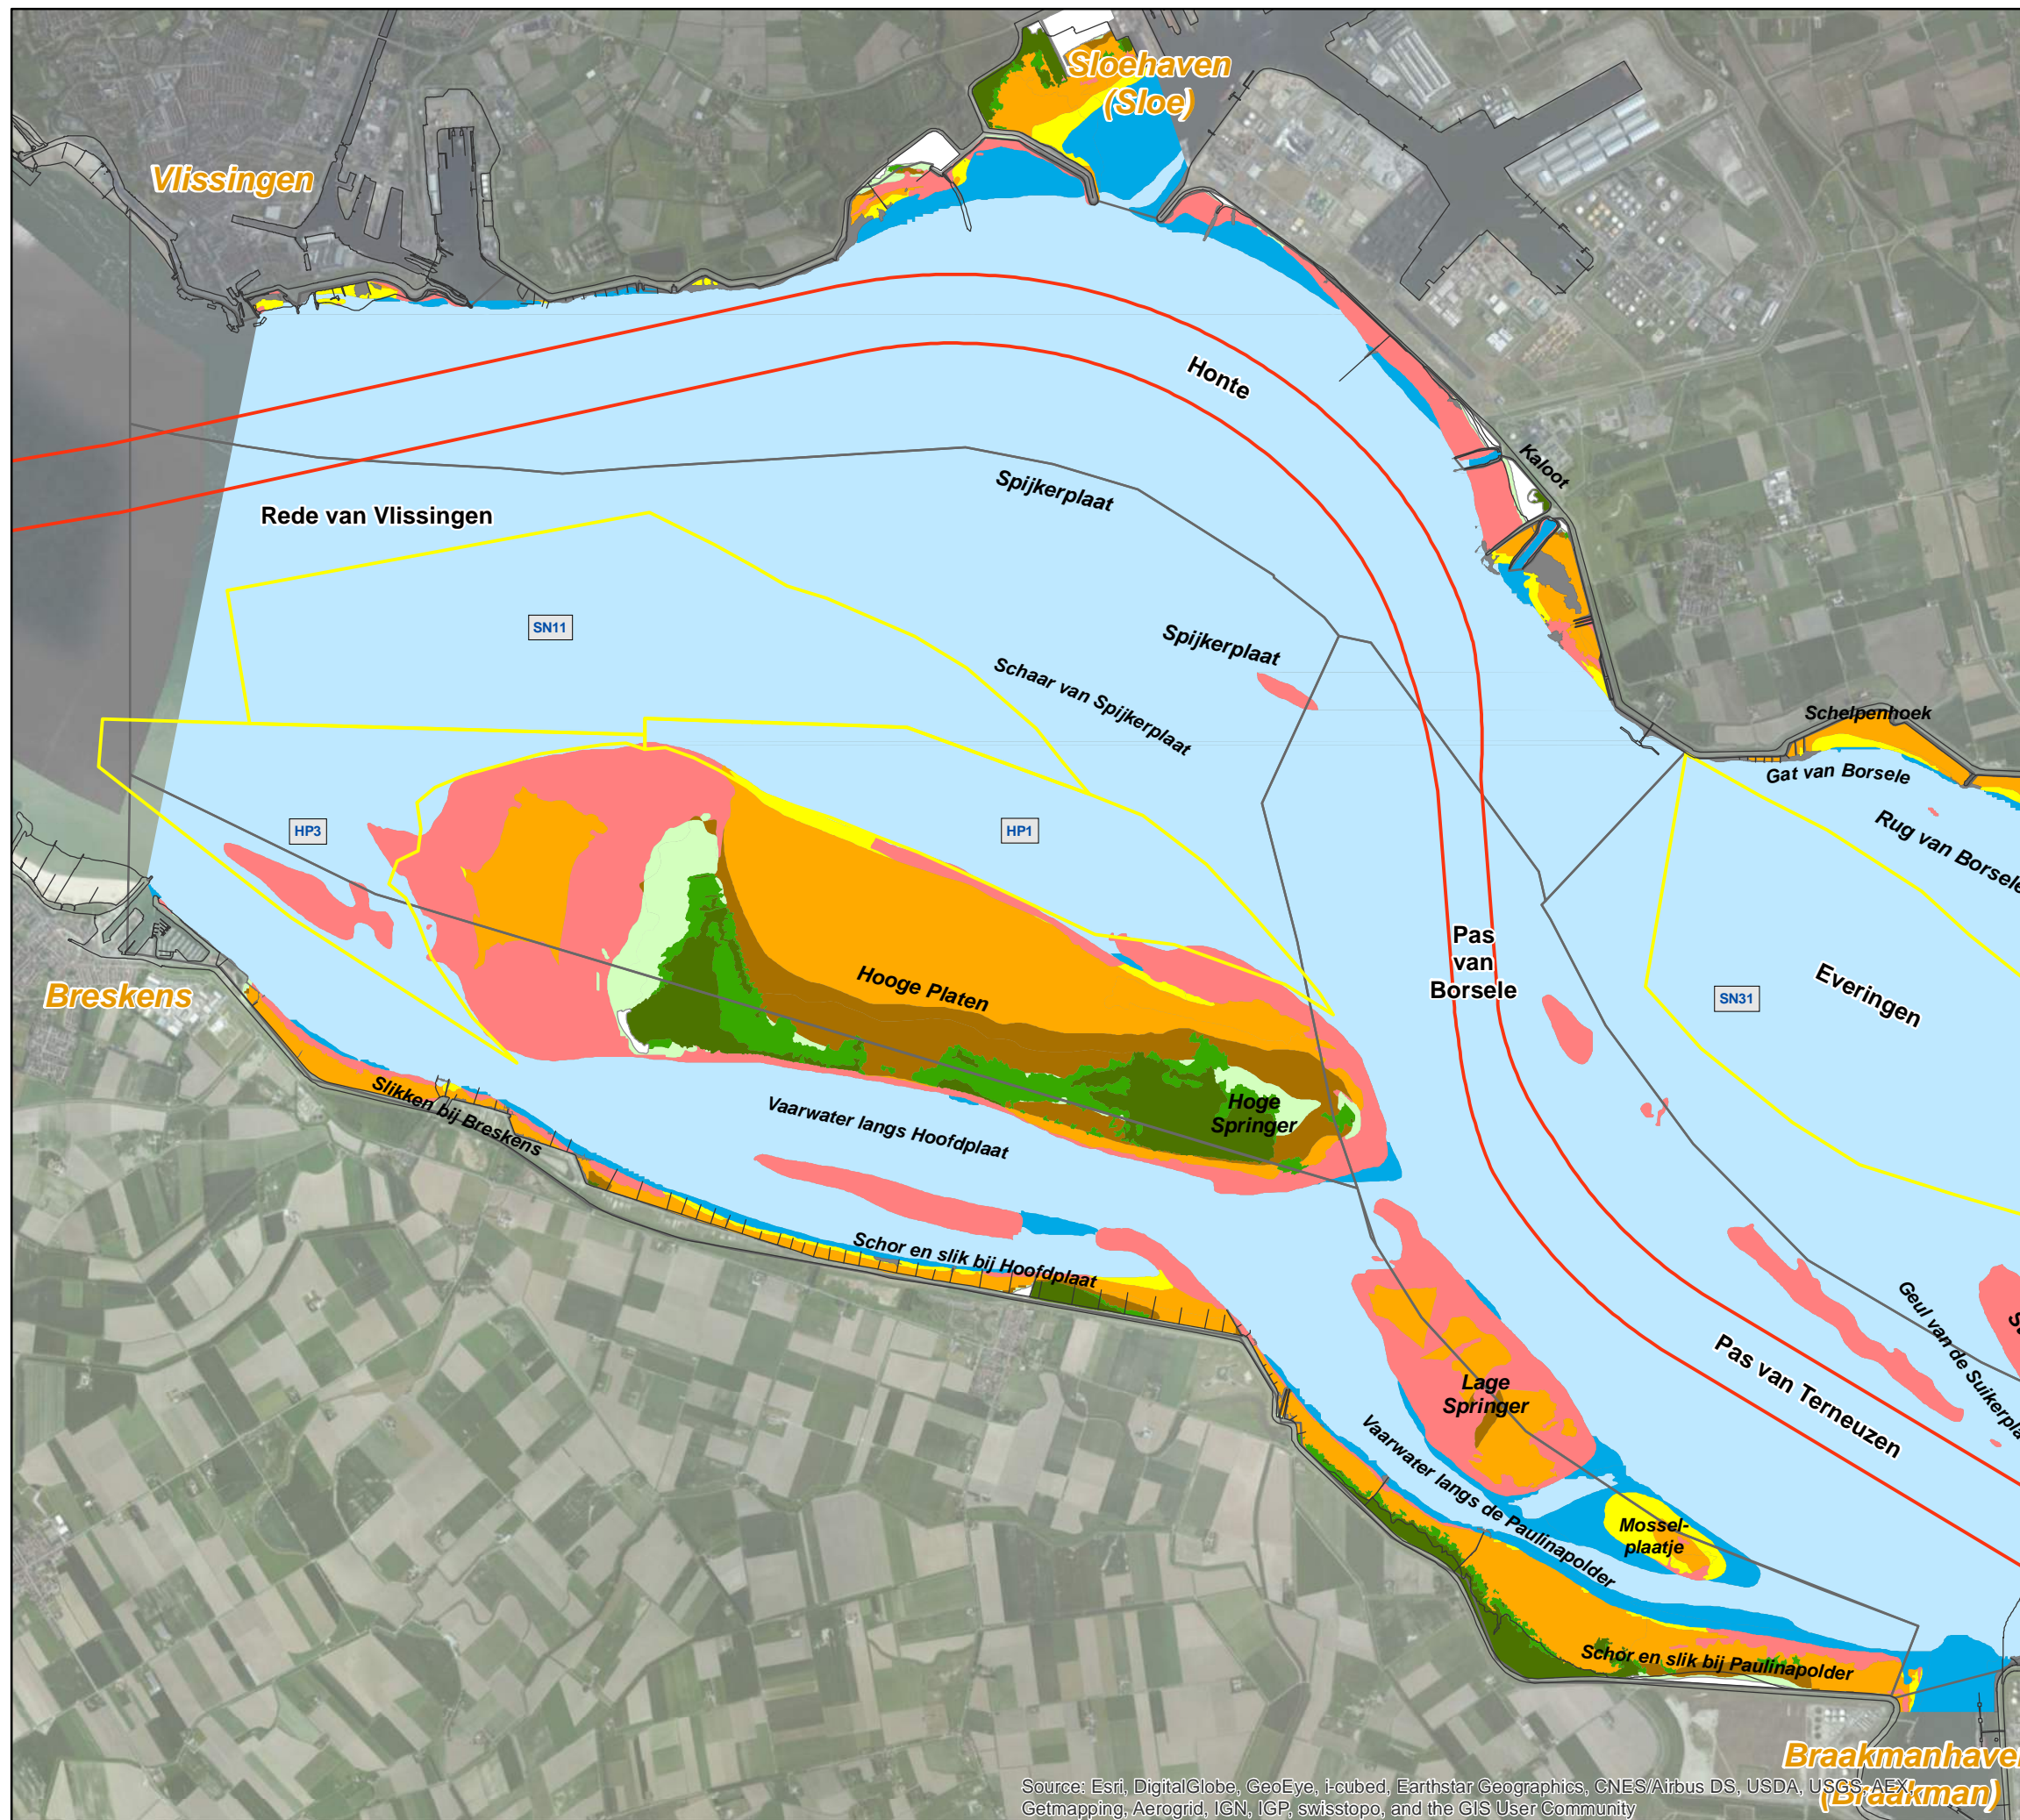 Sloehaven
(Sloe)
Vlissingen
Honte
Kaloot
Spijkerplaat
Rede van Vlissingen
SN11
Spijkerplaat
Schaar van Spijkerplaat
Schelpenhoek
Gat van Borsele
Rug van Borsele
HP3
HP1
Pas
van
Borsele
Hooge Platen
Everingen
SN31
Breskens
Slikken bij Breskens
Hoge
Springer
Vaarwater langs Hoofdplaat
Schor en slik bij Hoofdplaat
Geul van de Suikerpla
Pas van Terneuzen
Lage
Springer
Vaarwater langs de Paulinapolder
Mossel-
plaatje
Schor en slik bij Paulinapolder
Braakmanhave
(Braakman)
Source: Esri, DigitalGlobe, GeoEye, i-cubed, Earthstar Geographics, CNES/Airbus DS, USDA, USGS, AEX,
Getmapping, Aerogrid, IGN, IGP, swisstopo, and the GIS User Community